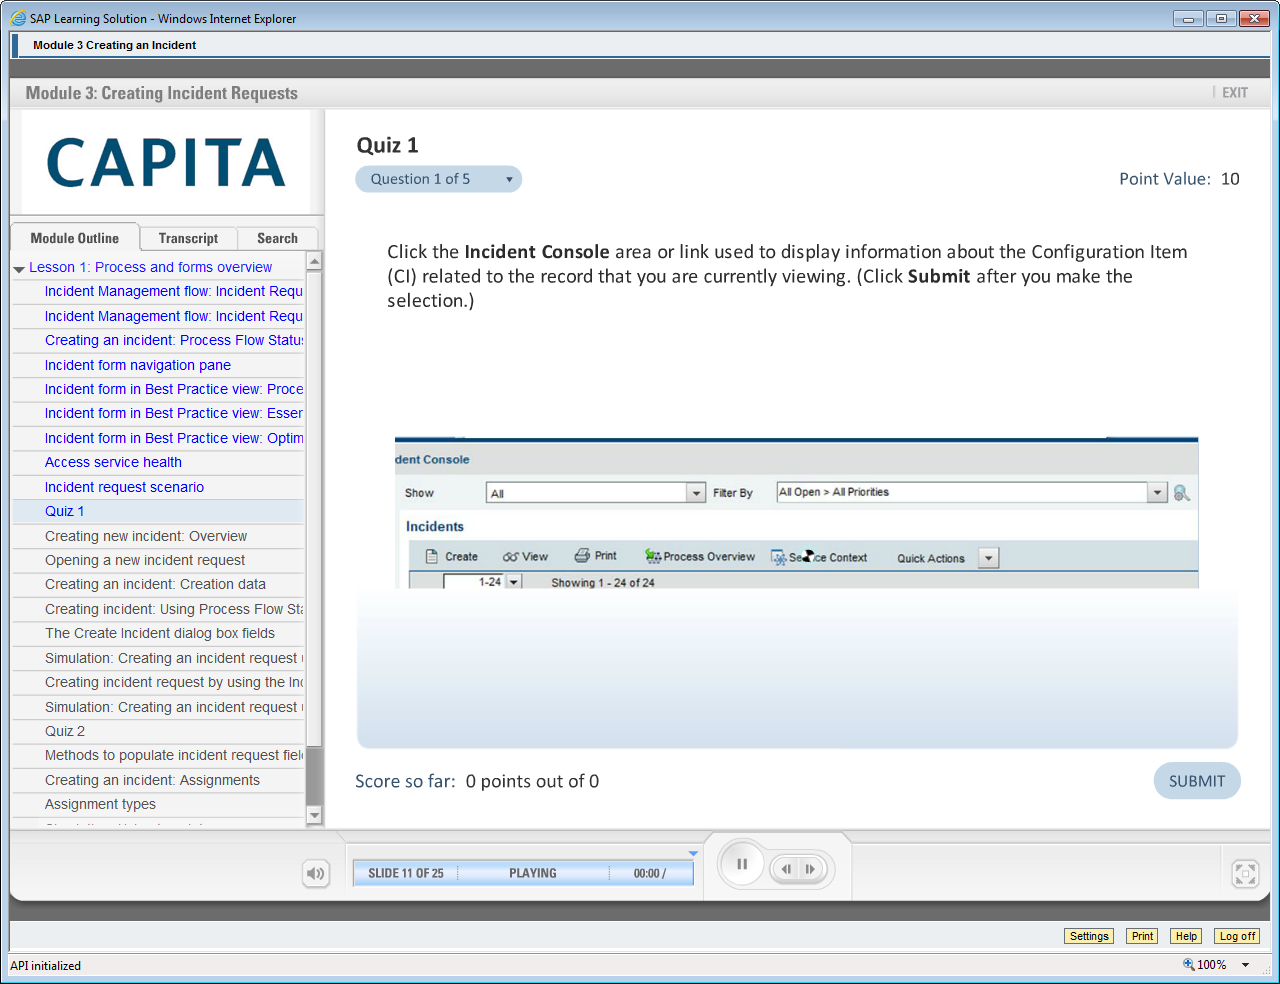 SAP Learning Solution - Windows Internet Explorer
Module 3 Creating an Incident
Module 3: Creating Incident Requests
EXIT
CAPITA
Module Outline
Transcript
Search
Lesson 1: Process and forms overview
Incident Management flow: Incident Requ
Incident Management flow: Incident Requ
Creating an incident: Process Flow Statu
Incident form navigation pane
Incident form in Best Practice view: Proce
Incident form in Best Practice view: Esser
Incident form in Best Practice view: Optim
Access service health
Incident request scenario
Quiz 1
Creating new incident: Overview
Opening a new incident request
Creating an incident: Creation data
Creating incident: Using Process Flow Sta
The Create Incident dialog box fields
Simulation: Creating an incident request
Creating incident request by using the Inc
Simulation: Creating an incident request
Quiz 2
Methods to populate incident request fiel
Creating an incident: Assignments
Assignment types
Quiz 1
Question 1 of 5
Point Value: 10
Click the Incident Console area or link used to display information about the Configuration Item
(CI) related to the record that you are currently viewing. (Click Submit after you make the
selection.)
dent Console
Show
All
Filter By
All Open > All Priorities
Incidents
Create
View
Print
Process Overview
Context
Quick Actions
1-24
Showing 1 - 24 of 24
Score so far: 0 points out of 0
SUBMIT
SLIDE 11 OF 25
PLAYING
00:00 /
Settings
Print
Help
Log off
API initialized
100%